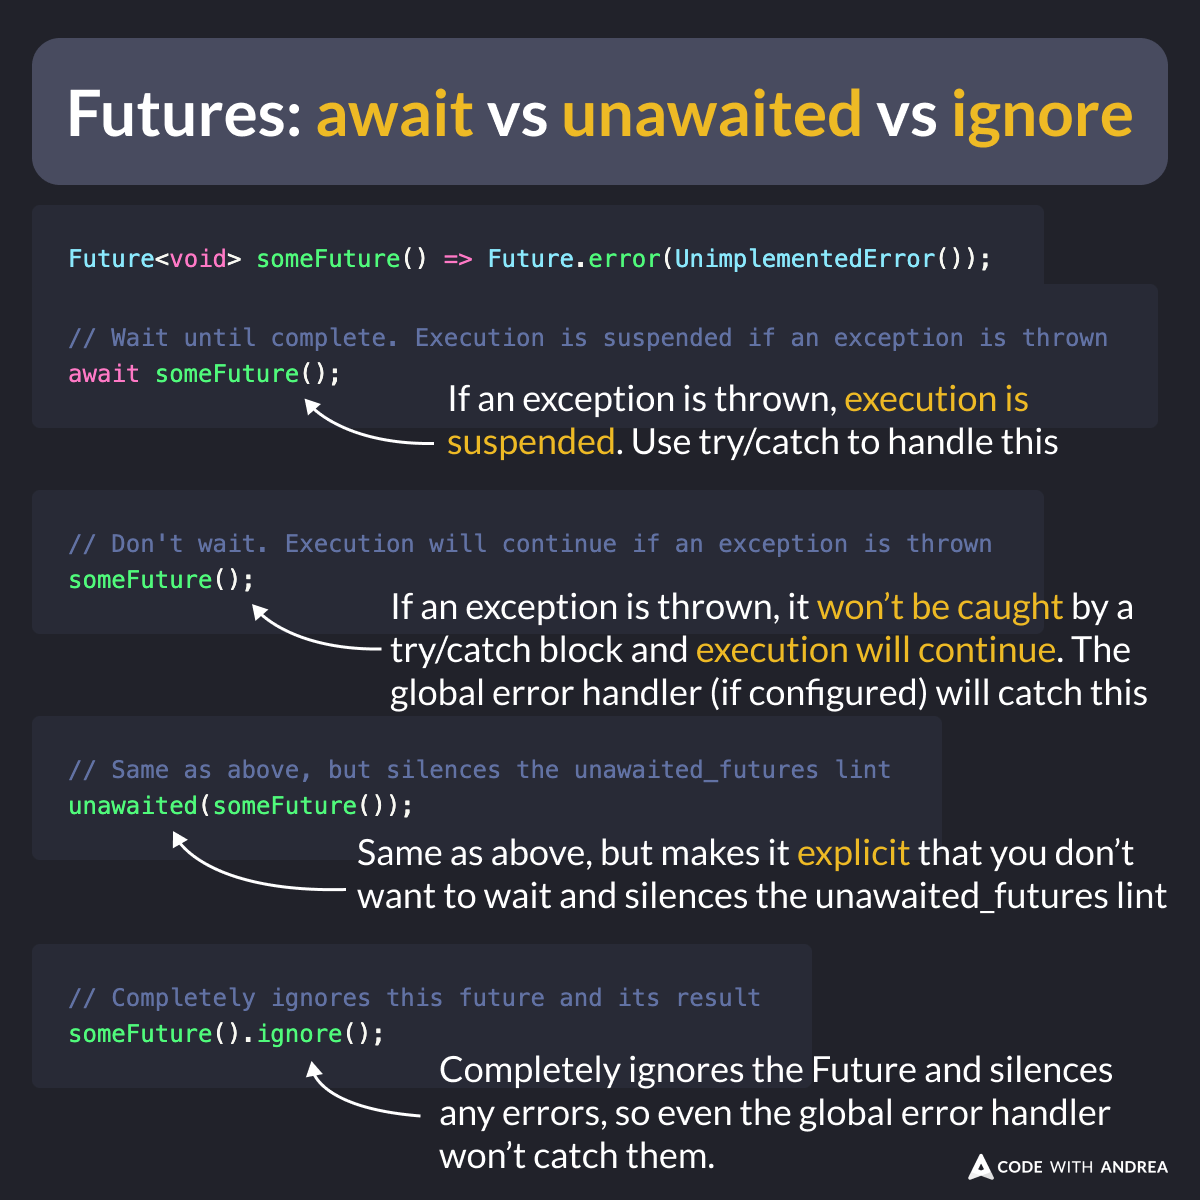 Futures: await vs unawaited vs ignore
Future<void> someFuture() => Future.error(UnimplementedError());
// Wait until complete. Execution is suspended if an exception is thrown
await someFuture();
If an exception is thrown, execution is
suspended. Use try/catch to handle this
// Don't wait. Execution will continue if an exception is thrown
someFuture();
If an exception is thrown, it won’t be caught by a
try/catch block and execution will continue. The
global error handler (if configured) will catch this
// Same as above, but silences the unawaited_futures lint
unawaited(someFuture());
Same as above, but makes it explicit that you don’t
want to wait and silences the unawaited_futures lint
// Completely ignores this future and its result
someFuture().ignore();
Completely ignores the Future and silences
any errors, so even the global error handler
won’t catch them.
CODE WITH ANDREA